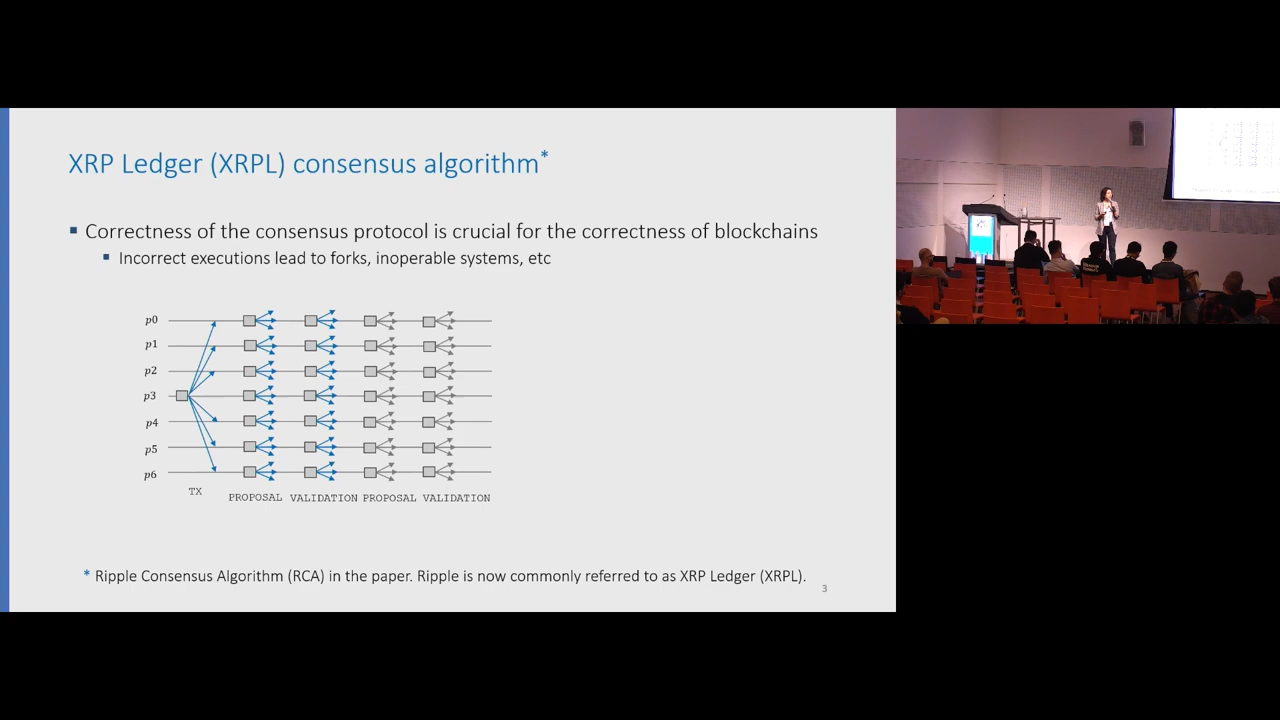 XRP Ledger (XRPL) consensus algorithm*
▪ Correctness of the consensus protocol is crucial for the correctness of blockchains
▪ Incorrect executions lead to forks, inoperable systems, etc
p0
p1
p2
p3
p4
p5
p6
TX
PROPOSAL VALIDATION PROPOSAL VALIDATION
* Ripple Consensus Algorithm (RCA) in the paper. Ripple is now commonly referred to as XRP Ledger (XRPL).
3